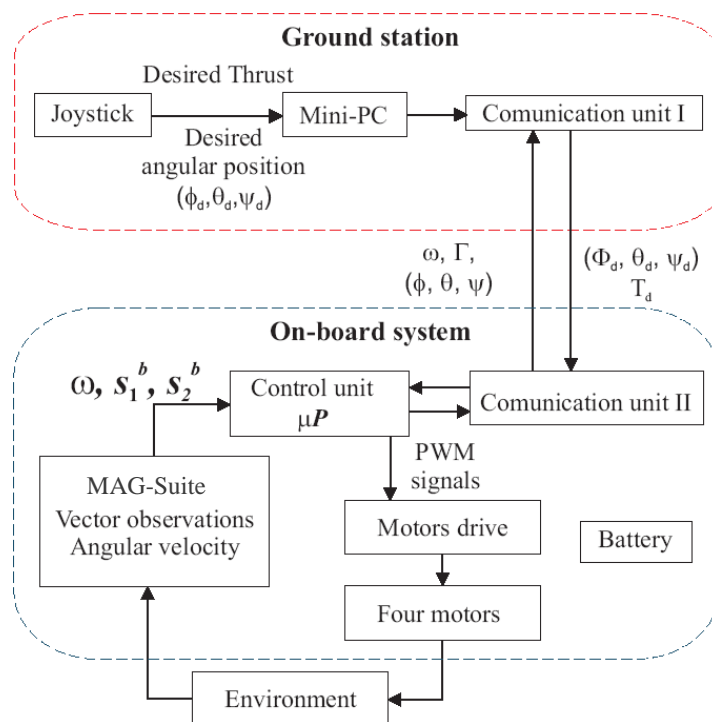 Ground station
Desired Thrust
Joystick
Mini-PC
Comunication unit I
Desired
angular position
(ϕd,θd,ψd)
ω, Γ,
(ϕ, θ, ψ)
(Φd, θd, ψd)
Td
On-board system
ω, s₁ᵇ, s₂ᵇ
Control unit
μP
Comunication unit II
PWM
signals
MAG-Suite
Vector observations
Angular velocity
Motors drive
Battery
Four motors
Environment